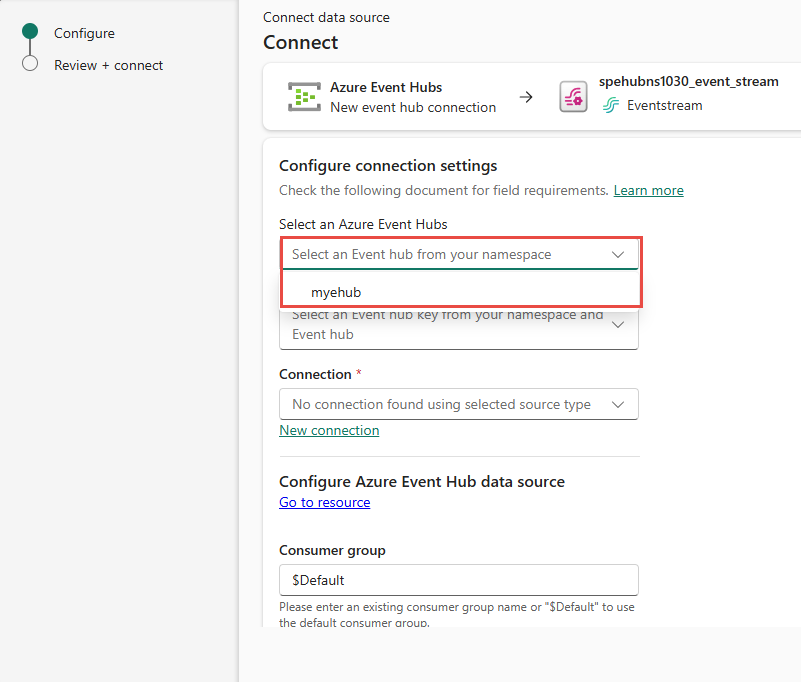 Configure
Review + connect
Connect data source
Connect
Azure Event Hubs
New event hub connection
spehubns1030_event_stream
Eventstream
Configure connection settings
Check the following document for field requirements. Learn more
Select an Azure Event Hubs
Select an Event hub from your namespace
myehub
Select an Event hub key from your namespace and
Event hub
Connection *
No connection found using selected source type
New connection
Configure Azure Event Hub data source
Go to resource
Consumer group
$Default
Please enter an existing consumer group name or "$Default" to use
the default consumer group.